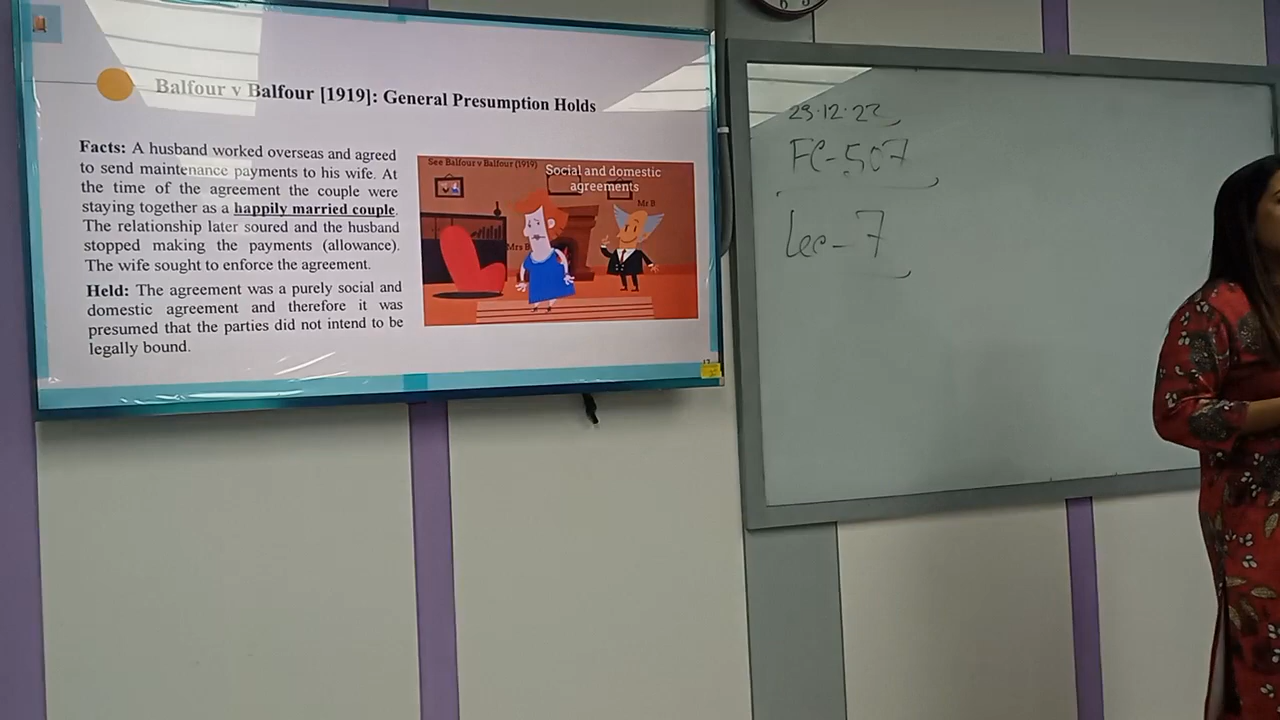 Balfour v Balfour [1919]: General Presumption Holds
Facts: A husband worked overseas and agreed
to send maintenance payments to his wife. At
the time of the agreement the couple were
staying together as a happily married couple.
The relationship later soured and the husband
stopped making the payments (allowance).
The wife sought to enforce the agreement.
Held: The agreement was a purely social and
domestic agreement and therefore it was
presumed that the parties did not intend to be
legally bound.
See Balfour v Balfour (1919)
Social and domestic
agreements
Mr B
Mrs B
17
29.12.22
FC-507
Lec-7